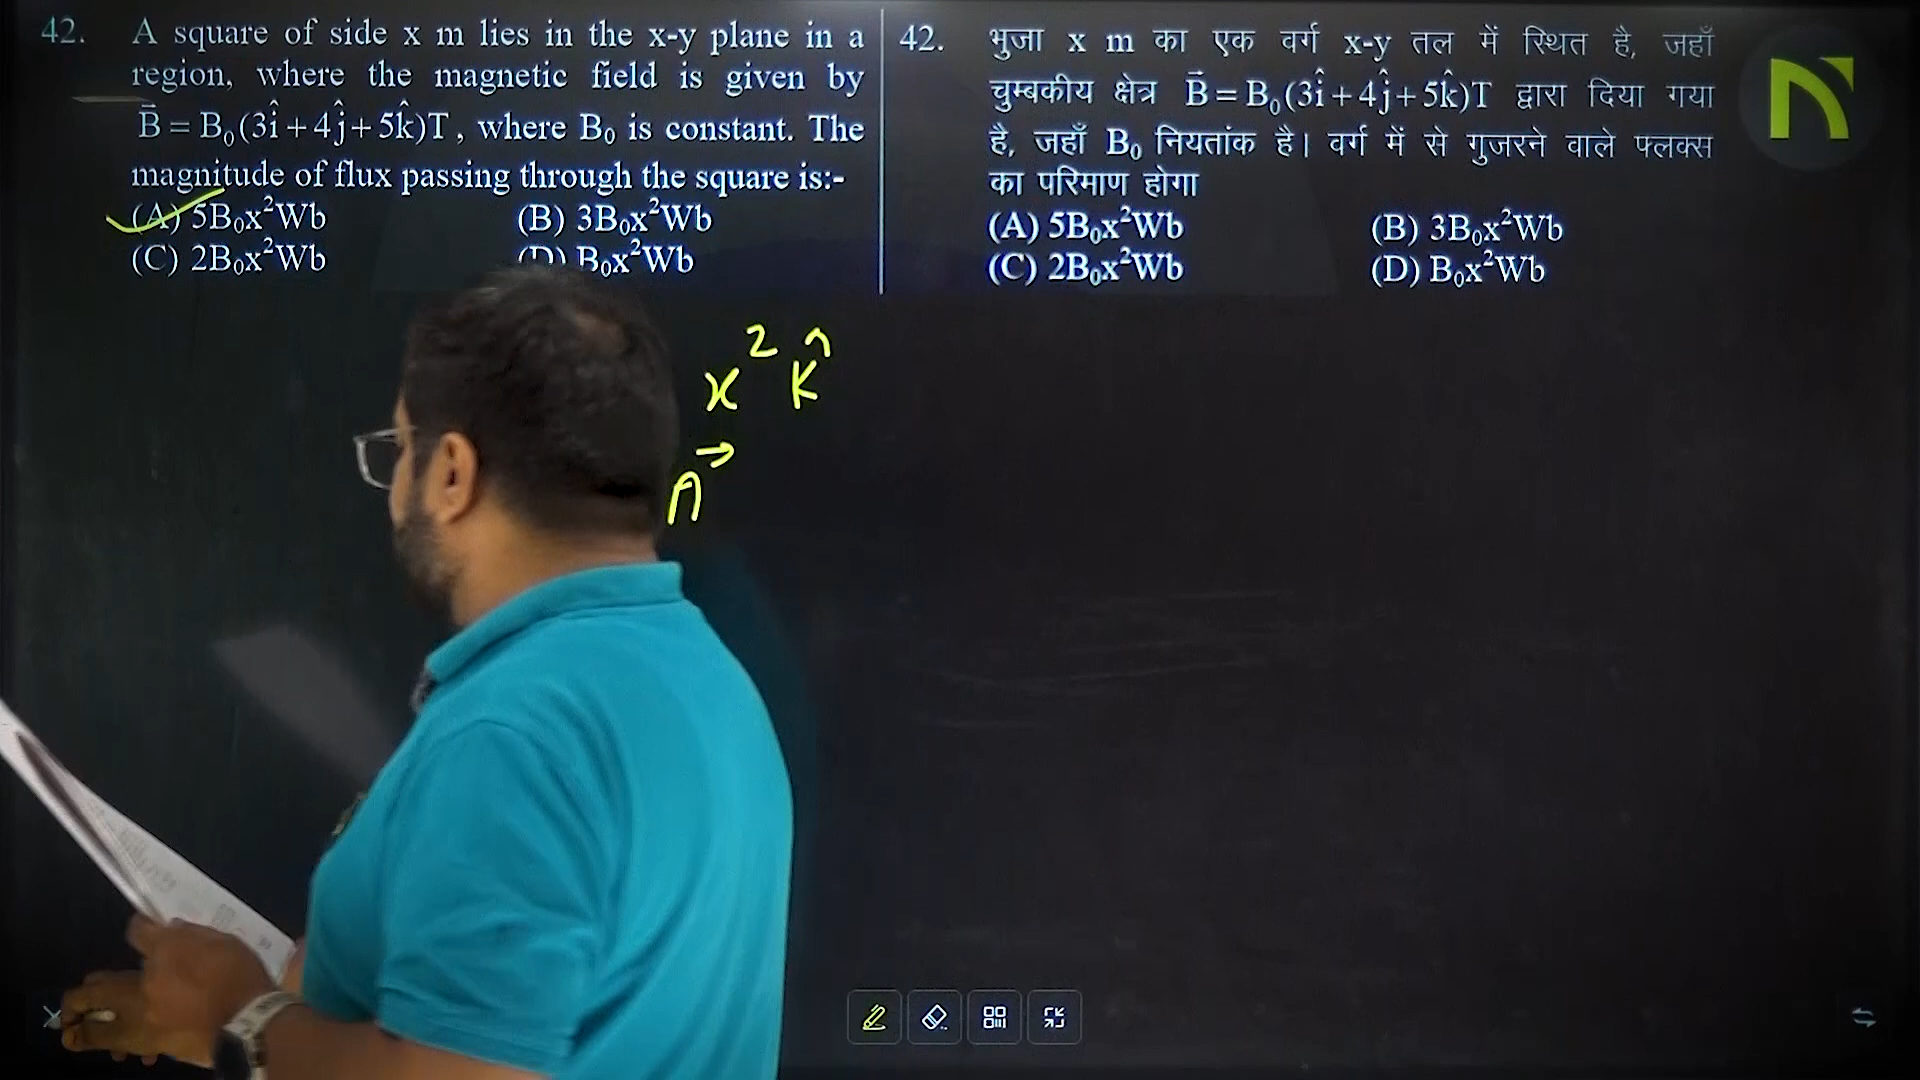 42. A square of side x m lies in the x-y plane in a
region, where the magnetic field is given by
B⃗ = B₀(3î + 4ĵ + 5k̂)T, where B₀ is constant. The
magnitude of flux passing through the square is:-
(A) 5B₀x²Wb (B) 3B₀x²Wb
(C) 2B₀x²Wb (D) B₀x²Wb
42. भुजा x m का एक वर्ग x-y तल में स्थित है, जहाँ
चुम्बकीय क्षेत्र B⃗ = B₀(3î + 4ĵ + 5k̂)T द्वारा दिया गया
है, जहाँ B₀ नियतांक है। वर्ग में से गुजरने वाले फ्लक्स
का परिमाण होगा
(A) 5B₀x²Wb (B) 3B₀x²Wb
(C) 2B₀x²Wb (D) B₀x²Wb
x² k̂
A⃗